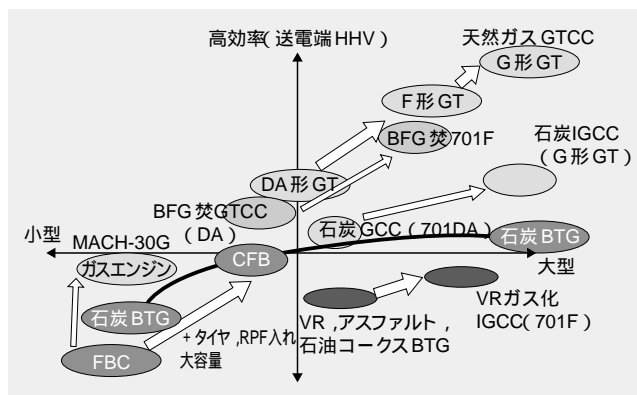 高効率(送電端HHV)
天然ガスGTCC
G形GT
F形GT
BFG焚701F
石炭IGCC
(G形GT)
DA形GT
BFG焚GTCC
(DA)
石炭IGCC(701DA)
小型
MACH-30G
ガスエンジン
CFB
石炭BTG
大型
石炭BTG
FBC
+タイヤ,RPF入れ
大容量
VR,アスファルト,
石油コークスBTG
VRガス化
IGCC(701F)